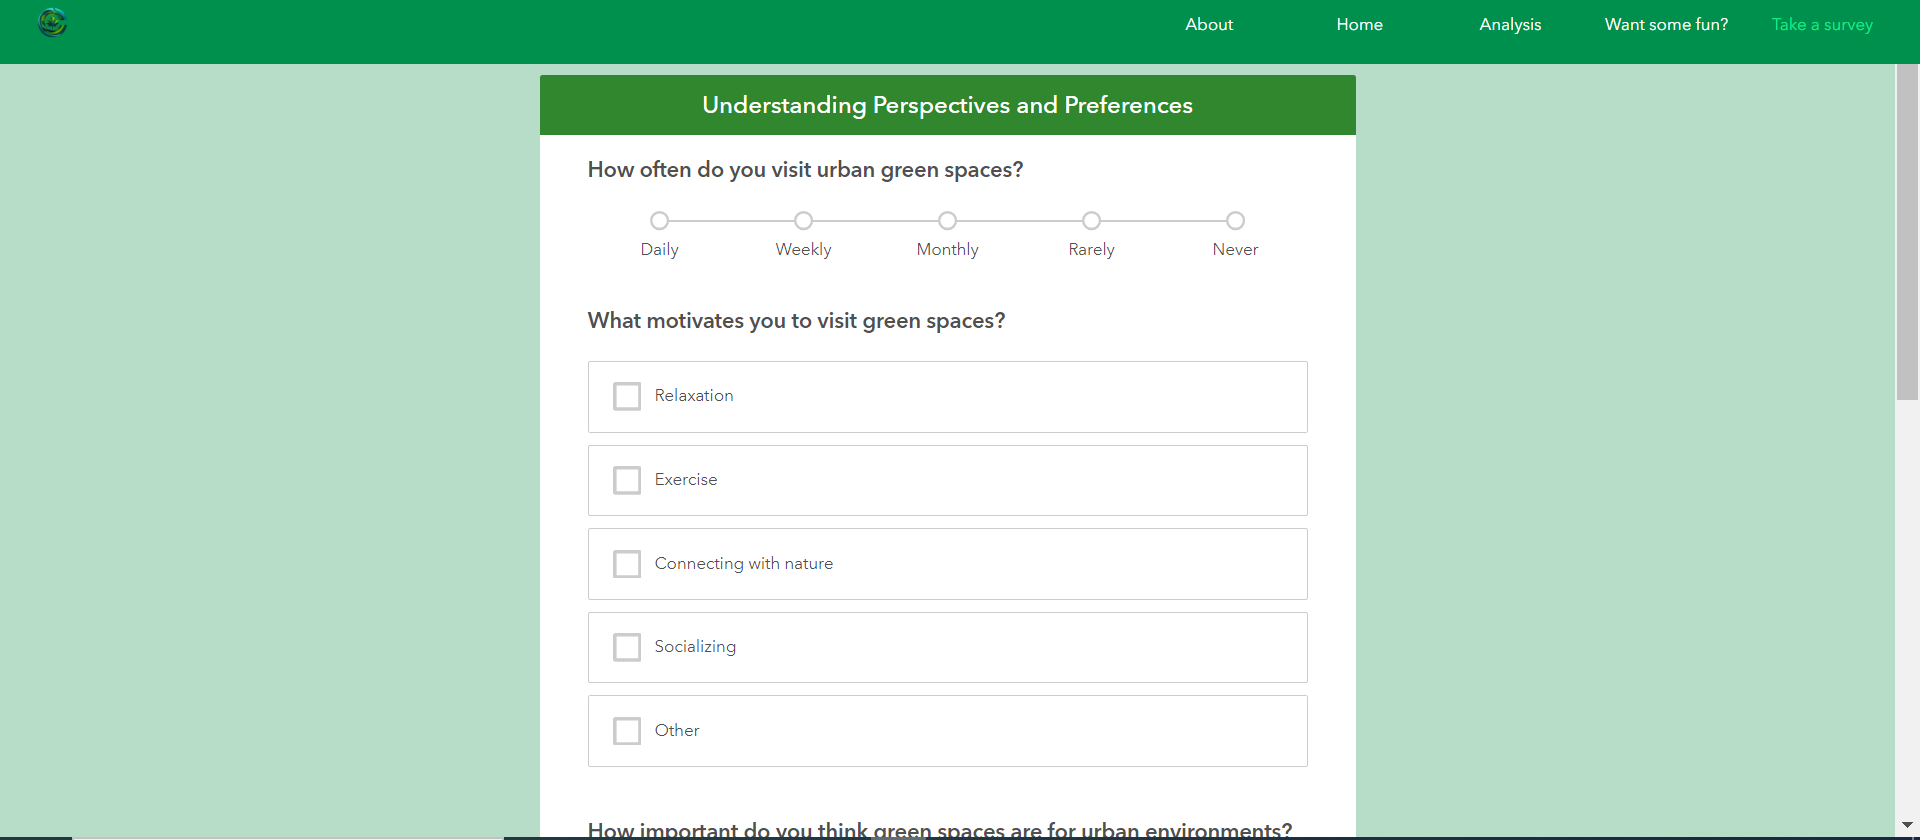 About Home Analysis Want some fun? Take a survey
Understanding Perspectives and Preferences
How often do you visit urban green spaces?
Daily Weekly Monthly Rarely Never
What motivates you to visit green spaces?
Relaxation
Exercise
Connecting with nature
Socializing
Other
How important do you think green spaces are for urban environments?